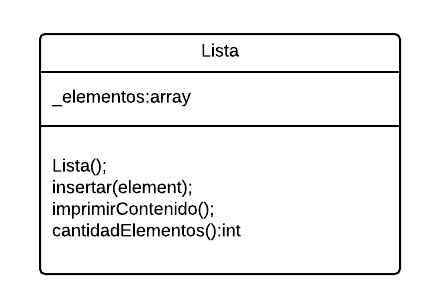 Lista
_elementos:array
Lista();
insertar(element);
imprimirContenido();
cantidadElementos():int